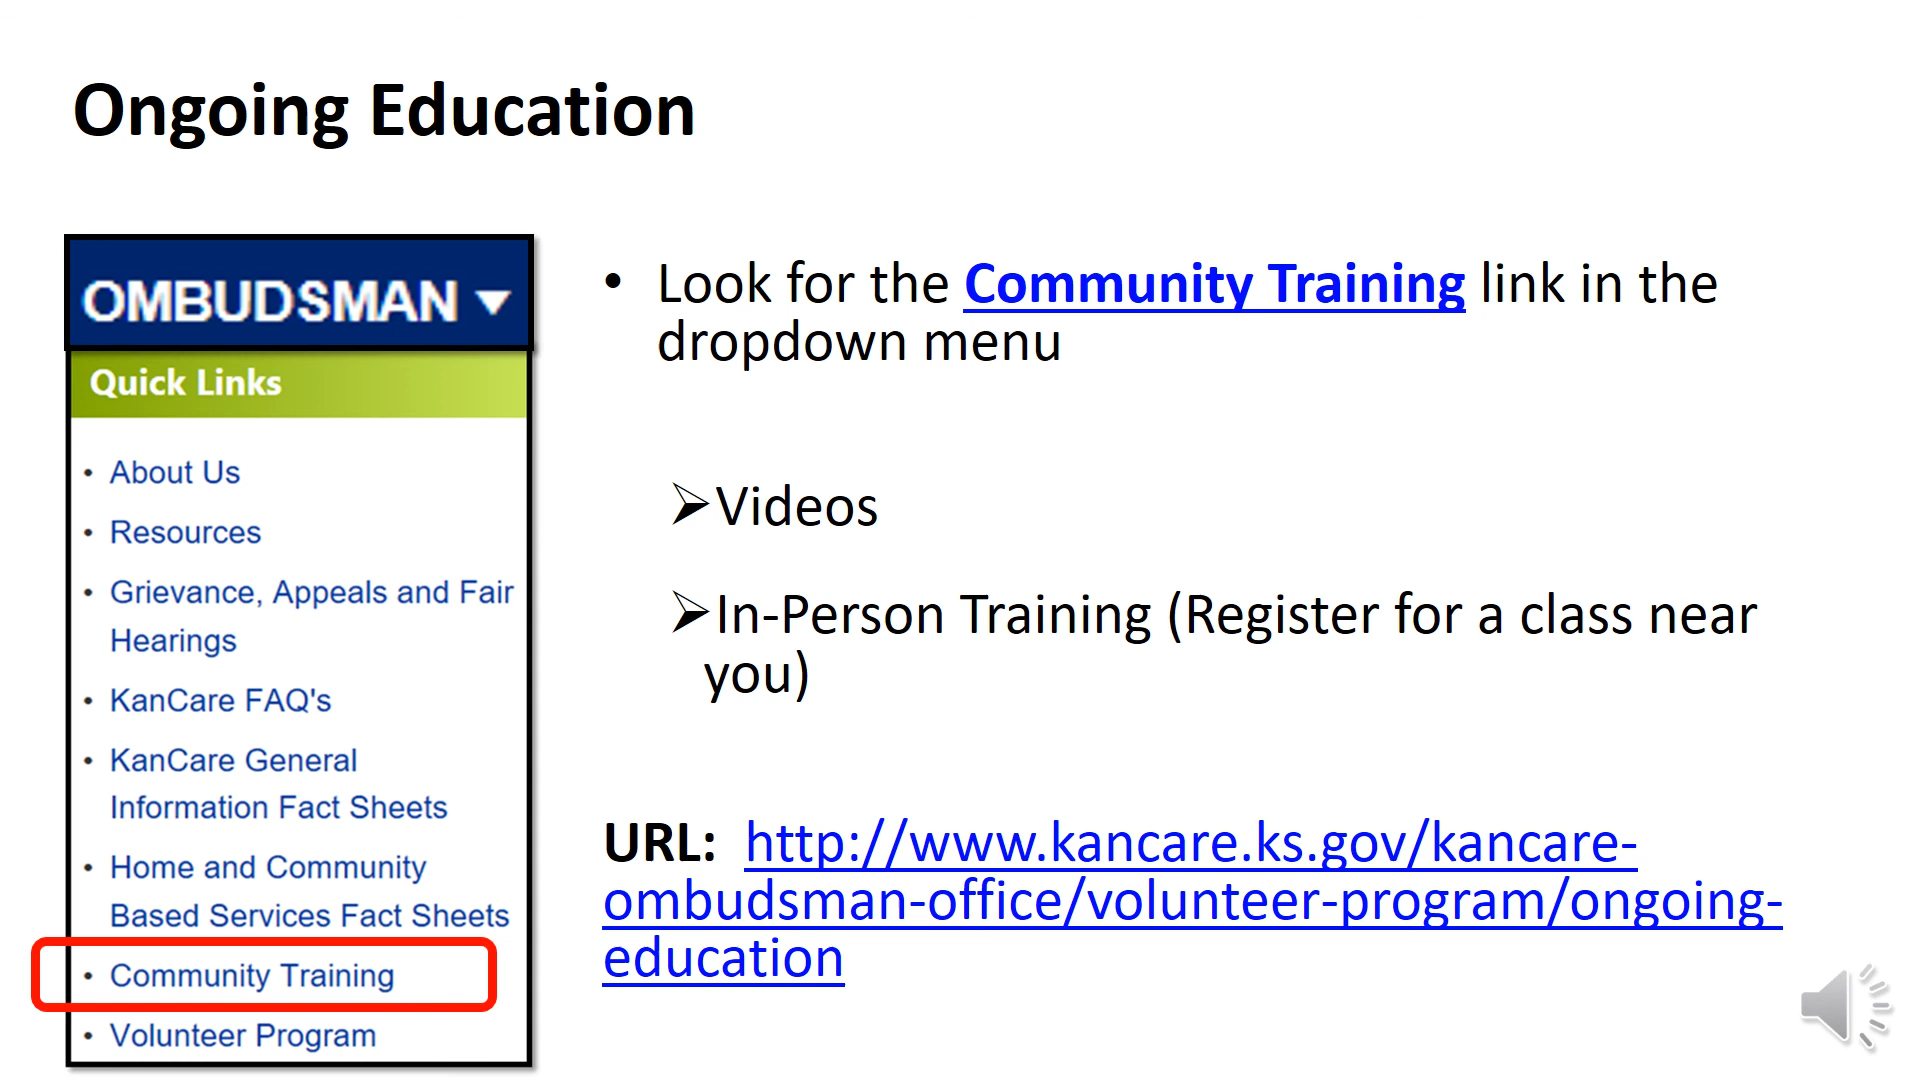 Ongoing Education
OMBUDSMAN ▼
Quick Links
• About Us
• Resources
• Grievance, Appeals and Fair
Hearings
• KanCare FAQ's
• KanCare General
Information Fact Sheets
• Home and Community
Based Services Fact Sheets
• Community Training
• Volunteer Program
• Look for the Community Training link in the
dropdown menu
➢Videos
➢In-Person Training (Register for a class near
you)
URL: http://www.kancare.ks.gov/kancare-
ombudsman-office/volunteer-program/ongoing-
education